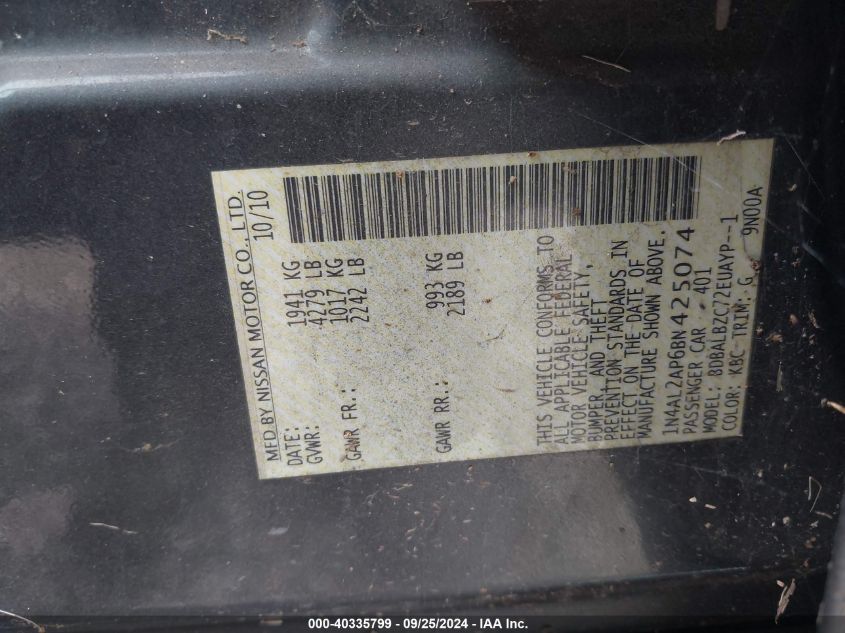 MFD BY NISSAN MOTOR CO., LTD.
DATE: 10/10
GVWR: 1941 KG
4279 LB
GAWR FR.: 1017 KG
2242 LB
GAWR RR.: 993 KG
2189 LB
THIS VEHICLE CONFORMS TO
ALL APPLICABLE FEDERAL
MOTOR VEHICLE SAFETY,
BUMPER, AND THEFT
PREVENTION STANDARDS IN
EFFECT ON THE DATE OF
MANUFACTURE SHOWN ABOVE.
1N4AL2AP6BN425074
PASSENGER CAR 401
MODEL: BDBALBZC72EUAYP--1
COLOR: KBC TRIM: G 9N00A
000-40335799 - 09/25/2024 - IAA Inc.